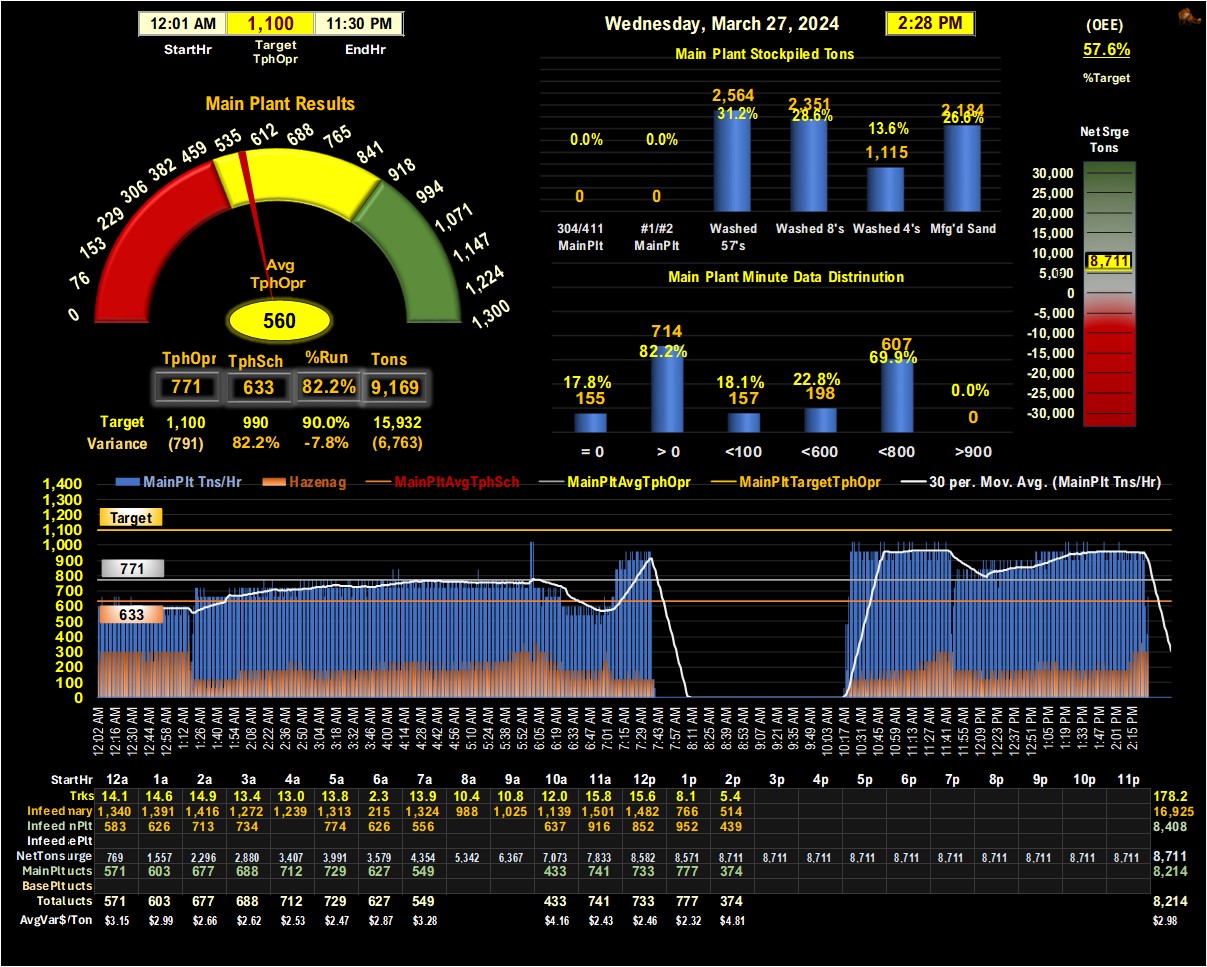 12:01 AM 1,100 11:30 PM
StartHr Target TphOpr EndHr
Wednesday, March 27, 2024 2:28 PM
(OEE)
57.6%
%Target
Main Plant Results
0 76 153 229 306 382 459 535 612 688 765 841 918 994 1,071 1,147 1,224 1,300
Avg
TphOpr
560
TphOpr TphSch %Run Tons
771 633 82.2% 9,169
Target 1,100 990 90.0% 15,932
Variance (791) 82.2% -7.8% (6,763)
Main Plant Stockpiled Tons
2,564 2,351 2,184
31.2% 28.6% 26.6%
0.0% 0.0% 13.6%
1,115
0 0
304/411 #1/#2 Washed Washed 8's Washed 4's Mfg'd Sand
MainPlt MainPlt 57's
Main Plant Minute Data Distrinution
714 607
82.2% 69.9%
17.8% 18.1% 22.8% 0.0%
155 157 198 0
= 0 > 0 <100 <600 <800 >900
NetSrge
Tons
30,000
25,000
20,000
15,000
10,000
8,711
5,000
0
-5,000
-10,000
-15,000
-20,000
-25,000
-30,000
MainPlt Tns/Hr Hazenag MainPltAvgTphSch MainPltAvgTphOpr MainPltTargetTphOpr 30 per. Mov. Avg. (MainPlt Tns/Hr)
1,400
1,300
1,200
1,100
1,000
900
800
700
600
500
400
300
200
100
0
Target
771
633
12:02 AM 12:16 AM 12:30 AM 12:44 AM 12:58 AM 1:12 AM 1:26 AM 1:40 AM 1:54 AM 2:08 AM 2:22 AM 2:36 AM 2:50 AM 3:04 AM 3:18 AM 3:32 AM 3:46 AM 4:00 AM 4:14 AM 4:28 AM 4:42 AM 4:56 AM 5:10 AM 5:24 AM 5:38 AM 5:52 AM 6:05 AM 6:19 AM 6:33 AM 6:47 AM 7:01 AM 7:15 AM 7:29 AM 7:43 AM 7:57 AM 8:11 AM 8:25 AM 8:39 AM 8:53 AM 9:07 AM 9:21 AM 9:35 AM 9:49 AM 10:03 AM 10:17 AM 10:31 AM 10:45 AM 10:59 AM 11:13 AM 11:27 AM 11:41 AM 11:55 AM 12:09 PM 12:23 PM 12:37 PM 12:51 PM 1:05 PM 1:19 PM 1:33 PM 1:47 PM 2:01 PM 2:15 PM
StartHr 12a 1a 2a 3a 4a 5a 6a 7a 8a 9a 10a 11a 12p 1p 2p 3p 4p 5p 6p 7p 8p 9p 10p 11p
Trks 14.1 14.6 14.9 13.4 13.0 13.8 2.3 13.9 10.4 10.8 12.0 15.8 15.6 8.1 5.4 178.2
Infeed nary 1,340 1,391 1,416 1,272 1,239 1,313 215 1,324 988 1,025 1,139 1,501 1,482 766 514 16,925
Infeed nPlt 583 626 713 734 774 626 556 637 916 852 952 439 8,408
Infeed ePlt
NetTons urge 769 1,557 2,296 2,880 3,407 3,991 3,579 4,354 5,342 6,367 7,073 7,833 8,582 8,571 8,711 8,711 8,711 8,711 8,711 8,711 8,711 8,711 8,711 8,711 8,711
MainPlt ucts 571 603 677 688 712 729 627 549 433 741 733 777 374 8,214
BasePlt ucts
Total ucts 571 603 677 688 712 729 627 549 433 741 733 777 374 8,214
AvgVar$/Ton $3.15 $2.99 $2.66 $2.62 $2.53 $2.47 $2.87 $3.28 $4.16 $2.43 $2.46 $2.32 $4.81 $2.98